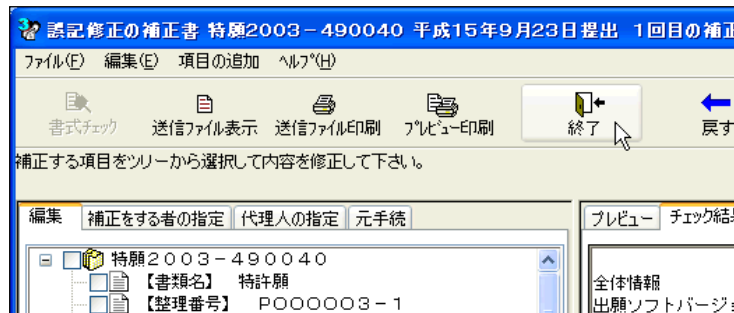 誤記修正の補正書 特願2003－490040 平成15年9月23日提出 1回目の補正
ファイル(F) 編集(E) 項目の追加 ヘルプ(H)
書式チェック 送信ファイル表示 送信ファイル印刷 プレビュー印刷 終了 戻す
補正する項目をツリーから選択して内容を修正して下さい。
編集 補正をする者の指定 代理人の指定 元手続 プレビュー チェック結果
特願２００３－４９００４０
【書類名】 特許願
【整理番号】 Ｐ０００００３－１
全体情報
出願ソフトバージョ